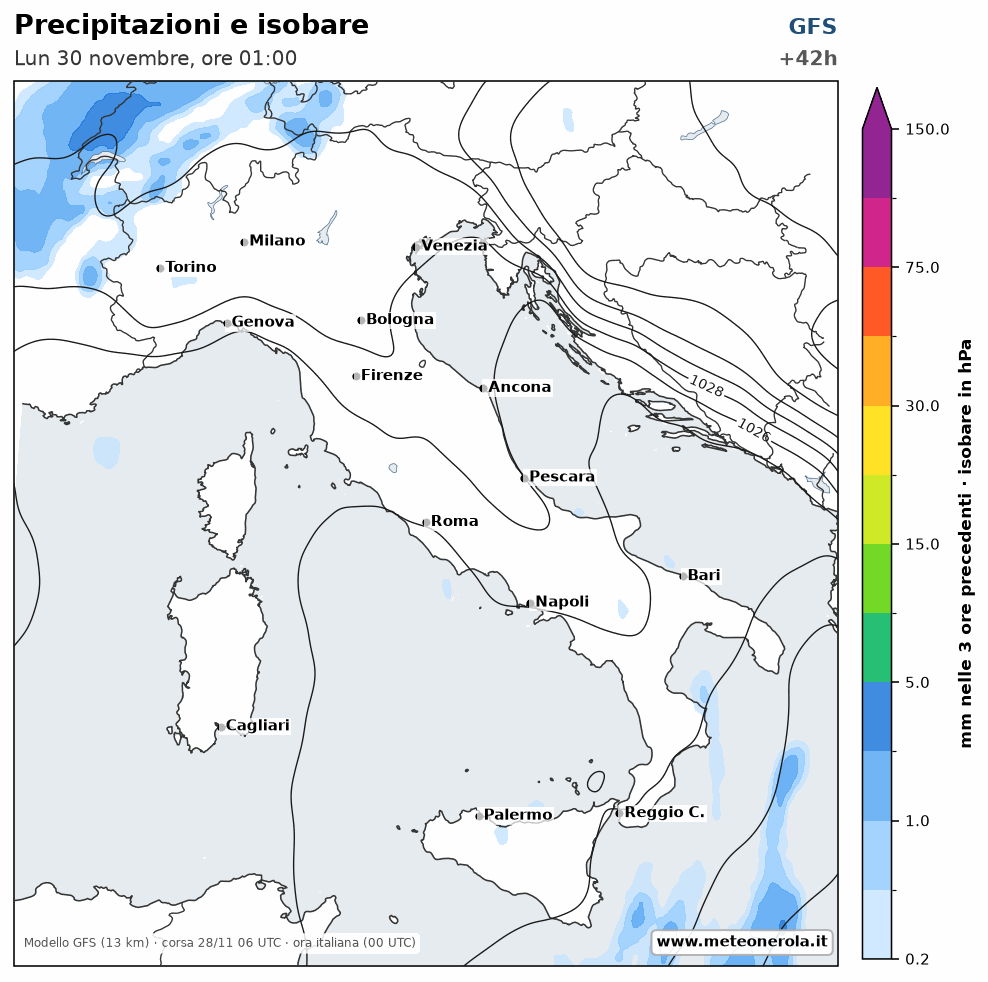 Precipitazioni e isobare
GFS
Lun 30 novembre, ore 01:00
+42h
150.0
75.0
30.0
15.0
5.0
1.0
0.2
mm nelle 3 ore precedenti · isobare in hPa
Milano
Venezia
Torino
Genova
Bologna
Firenze
Ancona
1028
1026
Pescara
Roma
Bari
Napoli
Cagliari
Palermo
Reggio C.
Modello GFS (13 km) · corsa 28/11 06 UTC · ora italiana (00 UTC)
www.meteonerola.it